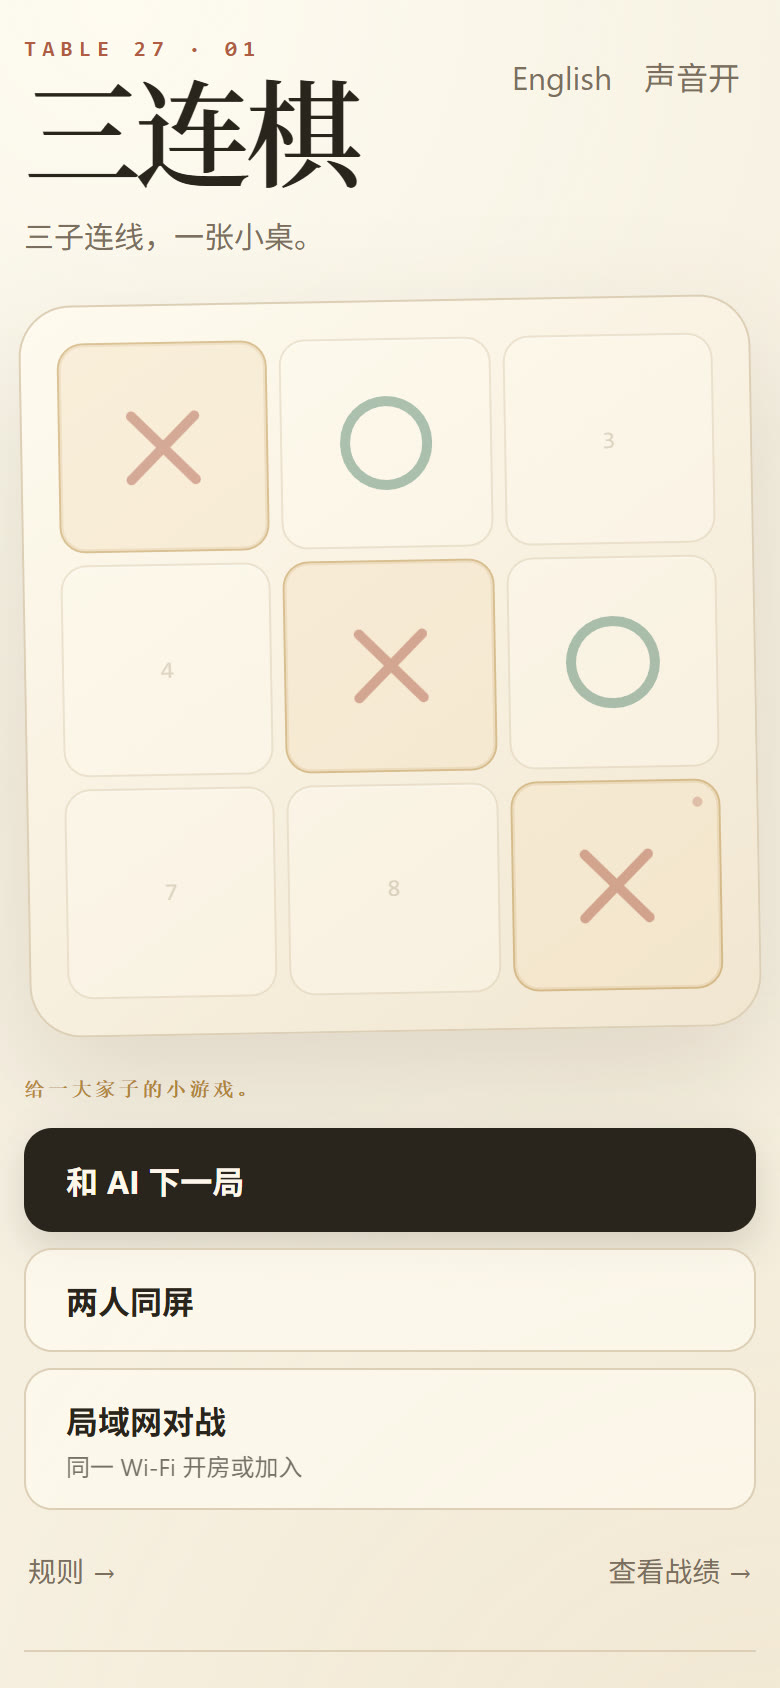 TABLE 27 · 01
三连棋
English 声音开
三子连线，一张小桌。
3
4
7
8
给一大家子的小游戏。
和 AI 下一局
两人同屏
局域网对战
同一 Wi-Fi 开房或加入
规则 →
查看战绩 →